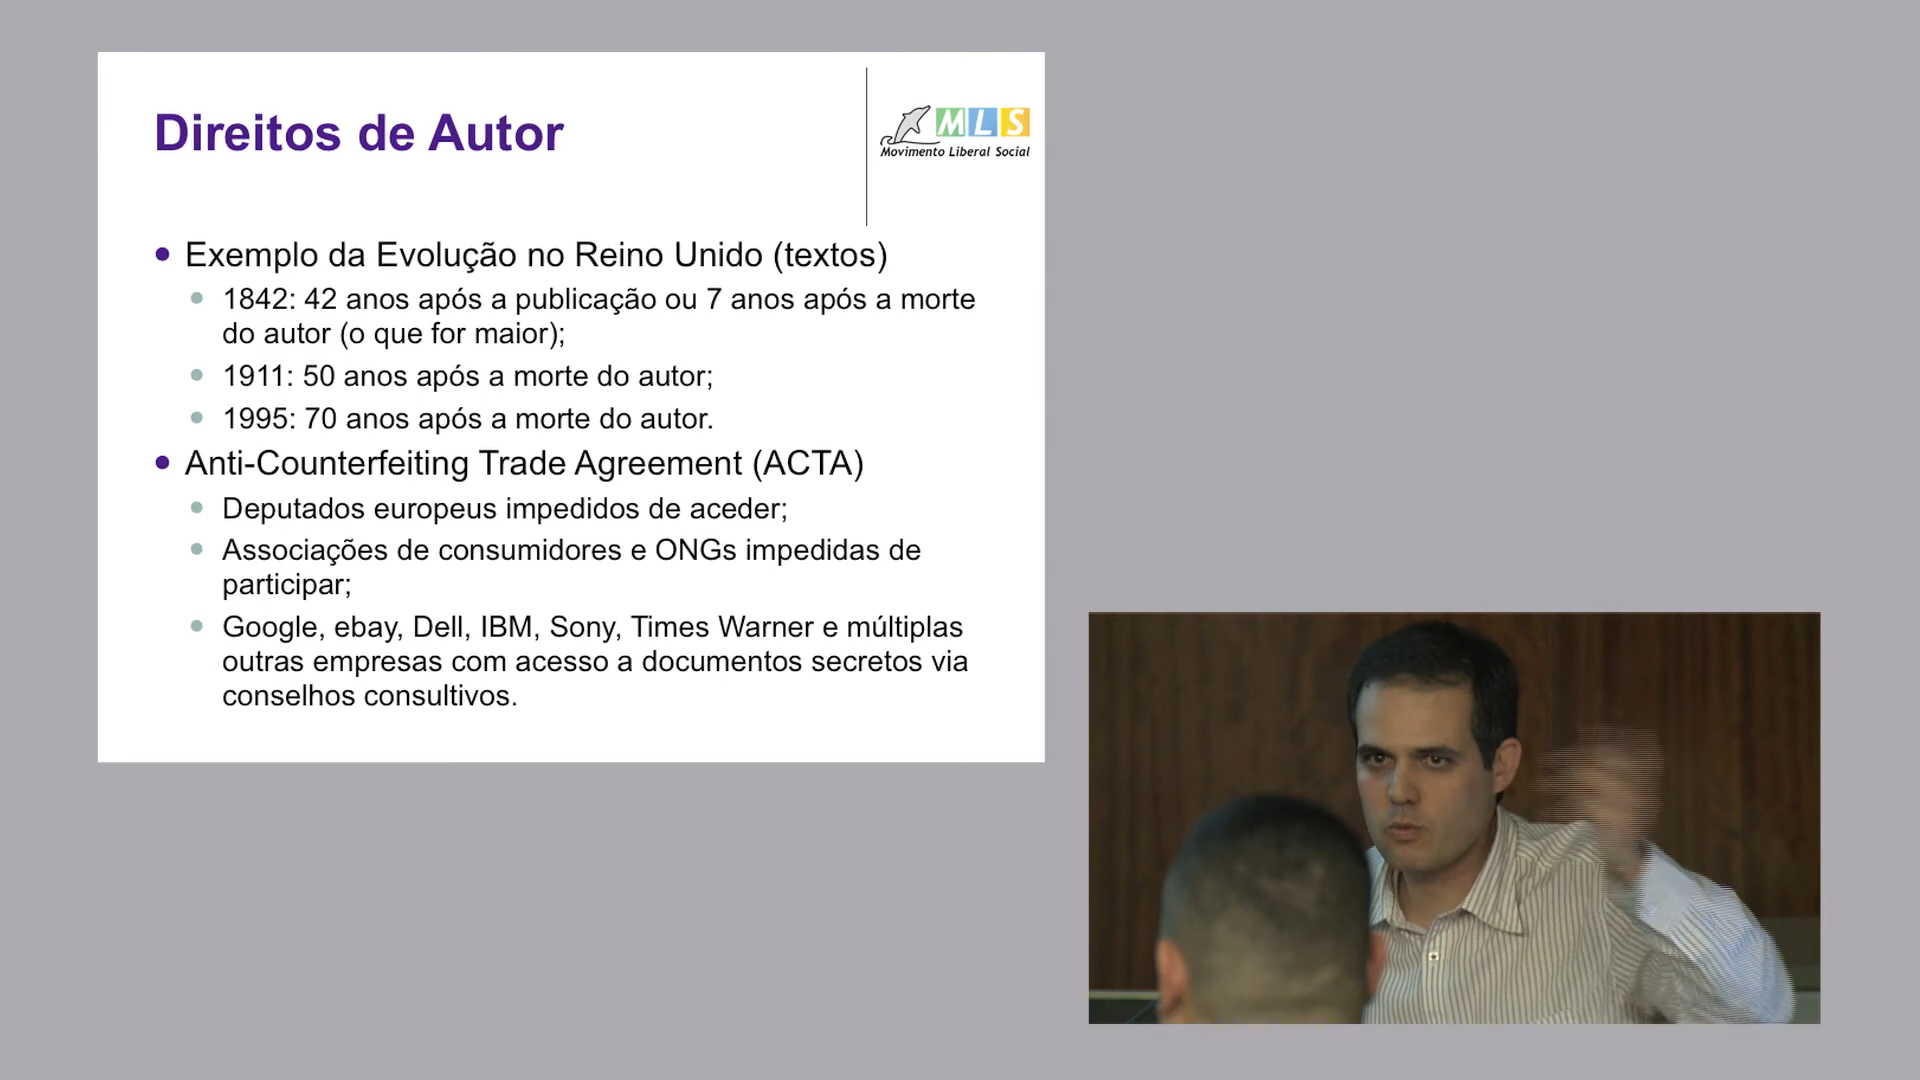 Direitos de Autor
MLS
Movimento Liberal Social
Exemplo da Evolução no Reino Unido (textos)
1842: 42 anos após a publicação ou 7 anos após a morte
do autor (o que for maior);
1911: 50 anos após a morte do autor;
1995: 70 anos após a morte do autor.
Anti-Counterfeiting Trade Agreement (ACTA)
Deputados europeus impedidos de aceder;
Associações de consumidores e ONGs impedidas de
participar;
Google, ebay, Dell, IBM, Sony, Times Warner e múltiplas
outras empresas com acesso a documentos secretos via
conselhos consultivos.